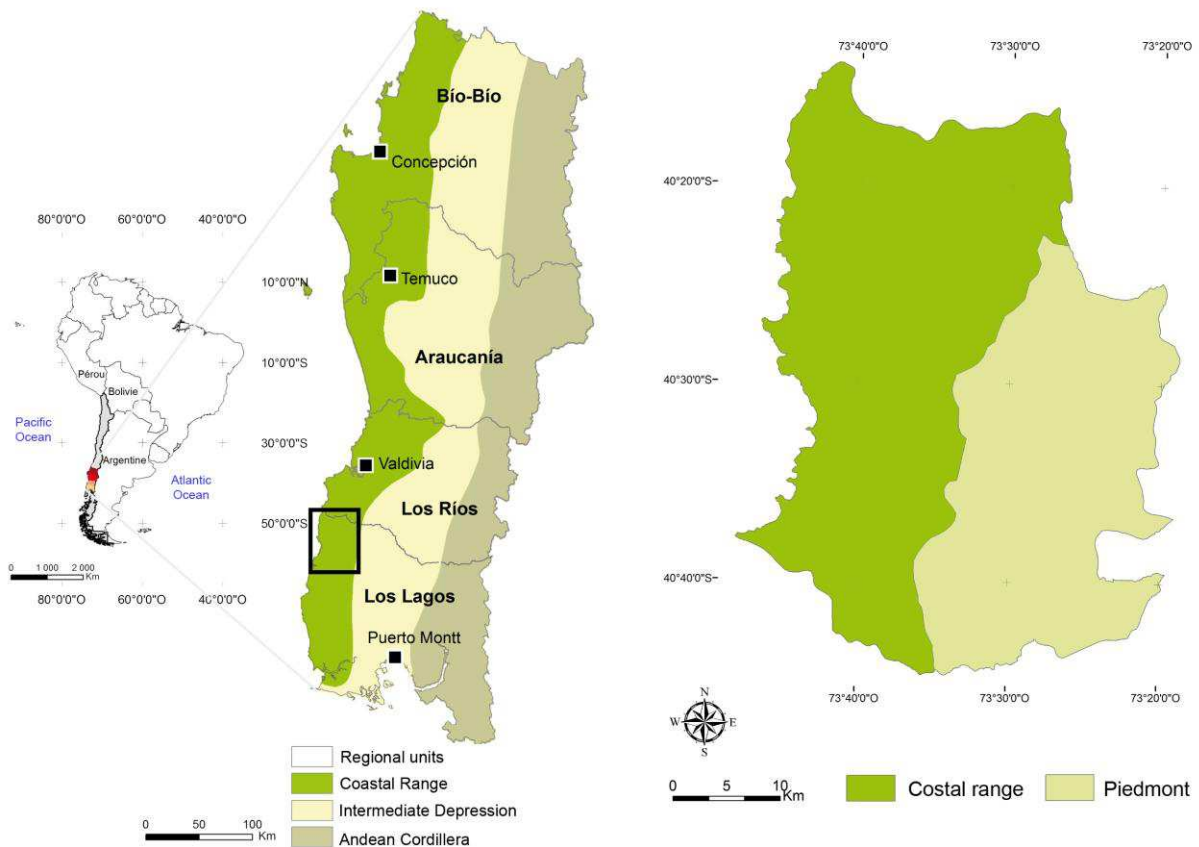 80°0'0"O 60°0'0"O 40°0'0"O
10°0'0"N
10°0'0"S
30°0'0"S
50°0'0"S
Pérou
Bolivie
Argentine
Pacific
Ocean
Atlantic
Ocean
0 1 000 2 000
Km
80°0'0"O 60°0'0"O 40°0'0"O
Bío-Bío
Concepción
Temuco
Araucanía
Valdivia
Los Ríos
Los Lagos
Puerto Montt
Regional units
Coastal Range
Intermediate Depression
Andean Cordillera
0 50 100
Km
73°40'0"O 73°30'0"O 73°20'0"O
40°20'0"S
40°30'0"S
40°40'0"S
73°40'0"O 73°30'0"O 73°20'0"O
N
W E
S
0 5 10
Km
Costal range Piedmont